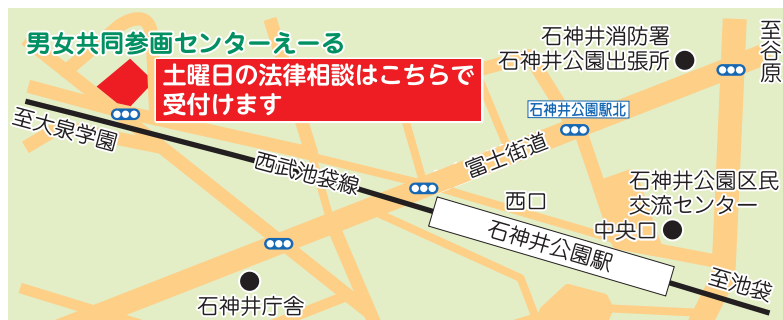 男女共同参画センターえーる
土曜日の法律相談はこちらで
受付けます
石神井消防署
石神井公園出張所
至谷原
石神井公園駅北
至大泉学園
西武池袋線
富士街道
石神井公園区民
交流センター
西口
中央口
石神井公園駅
至池袋
石神井庁舎